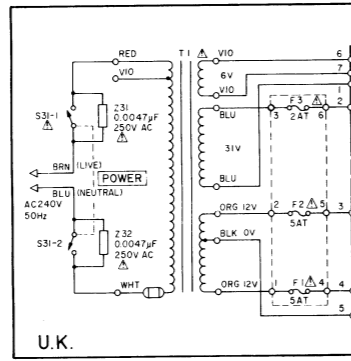 RED
T1
VIO
6
VIO
7
6V
VIO
1
BLU
F3
3
2AT
6
2
S31-1
Z31
0.0047µF
250V AC
31V
BRN
(LIVE)
POWER
BLU
BLU
(NEUTRAL)
AC240V
50Hz
ORG 12V
2
F2
5
3
5AT
BLK 0V
S31-2
Z32
0.0047µF
250V AC
ORG 12V
1
F1
4
4
5AT
WHT
5
U.K.